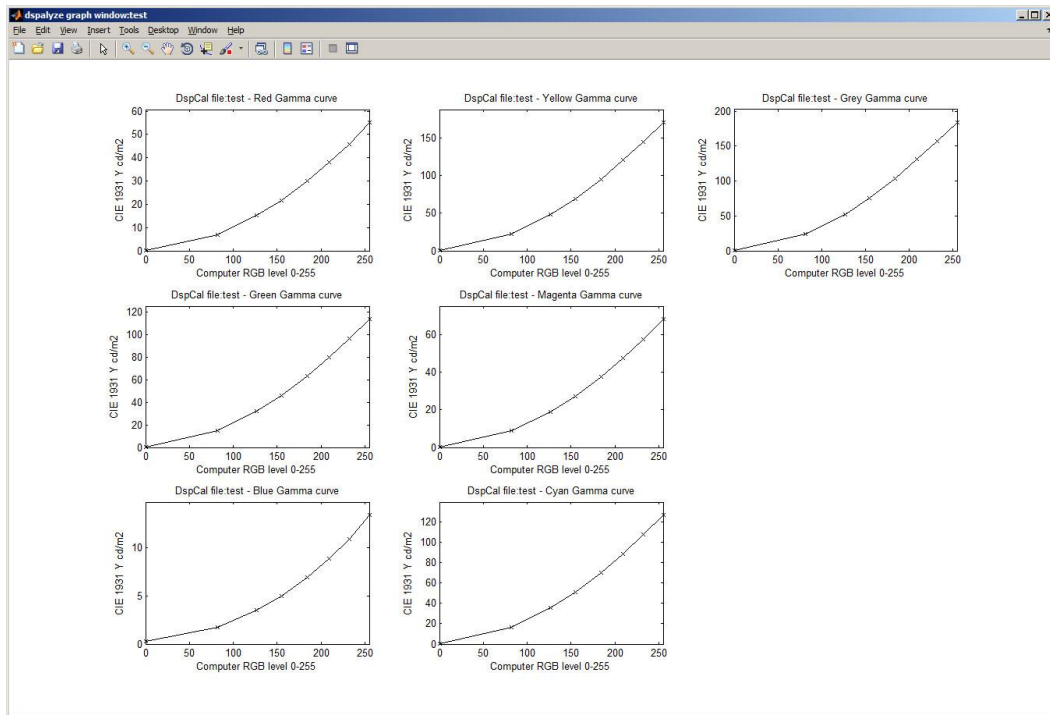 dspalyze graph window:test
File Edit View Insert Tools Desktop Window Help
DspCal file:test - Red Gamma curve
CIE 1931 Y cd/m2
60
50
40
30
20
10
0
0 50 100 150 200 250
Computer RGB level 0-255
DspCal file:test - Yellow Gamma curve
CIE 1931 Y cd/m2
150
100
50
0
0 50 100 150 200 250
Computer RGB level 0-255
DspCal file:test - Grey Gamma curve
CIE 1931 Y cd/m2
200
150
100
50
0
0 50 100 150 200 250
Computer RGB level 0-255
DspCal file:test - Green Gamma curve
CIE 1931 Y cd/m2
120
100
80
60
40
20
0
0 50 100 150 200 250
Computer RGB level 0-255
DspCal file:test - Magenta Gamma curve
CIE 1931 Y cd/m2
60
40
20
0
0 50 100 150 200 250
Computer RGB level 0-255
DspCal file:test - Blue Gamma curve
CIE 1931 Y cd/m2
10
5
0
0 50 100 150 200 250
Computer RGB level 0-255
DspCal file:test - Cyan Gamma curve
CIE 1931 Y cd/m2
120
100
80
60
40
20
0
0 50 100 150 200 250
Computer RGB level 0-255